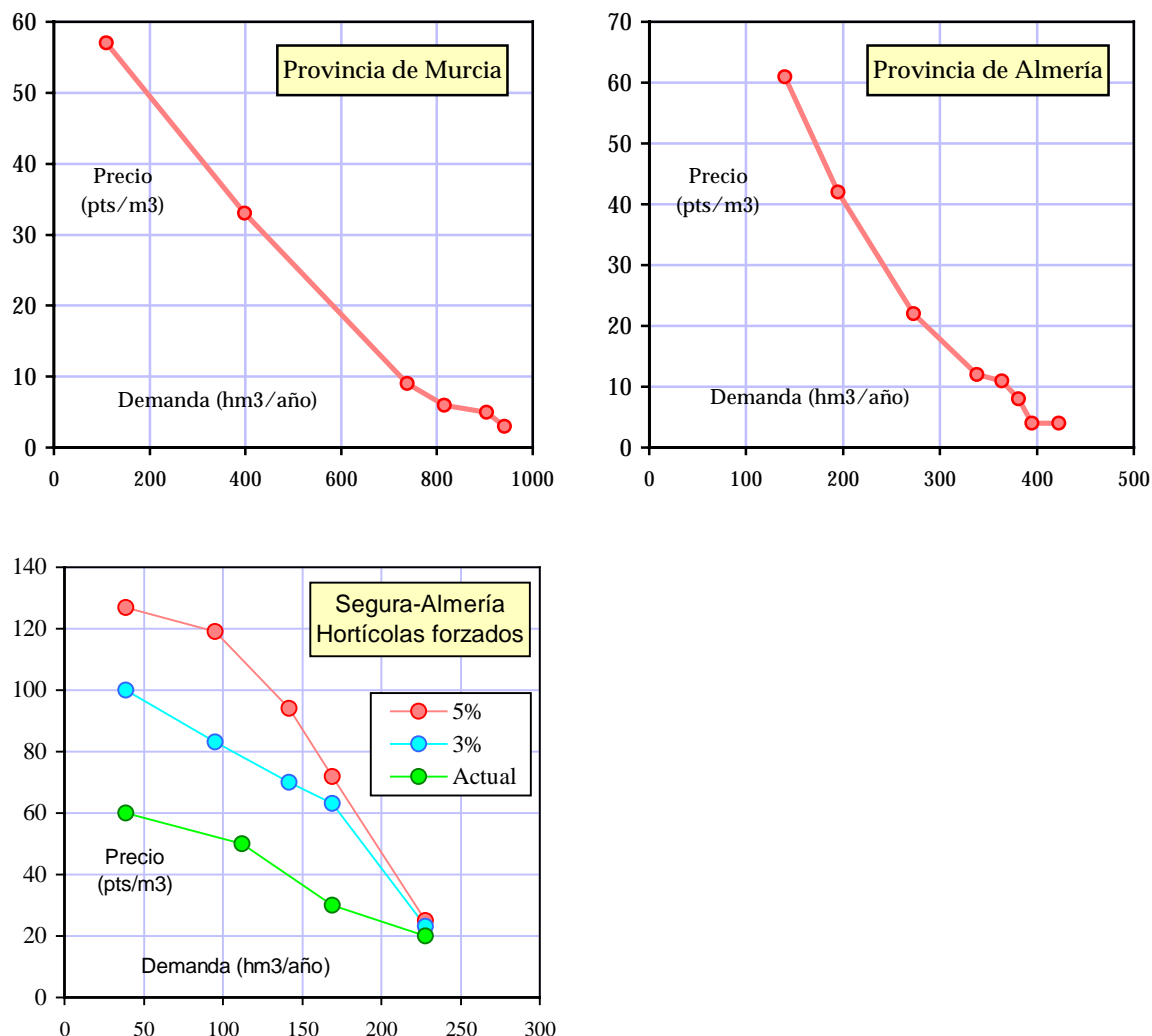 60
50
40
30
20
10
0
Provincia de Murcia
Precio
(pts/m3)
Demanda (hm3/año)
0 200 400 600 800 1000
70
60
50
40
30
20
10
0
Provincia de Almería
Precio
(pts/m3)
Demanda (hm3/año)
0 100 200 300 400 500
140
120
100
80
60
40
20
0
Segura-Almería
Hortícolas forzados
5%
3%
Actual
Precio
(pts/m3)
Demanda (hm3/año)
0 50 100 150 200 250 300